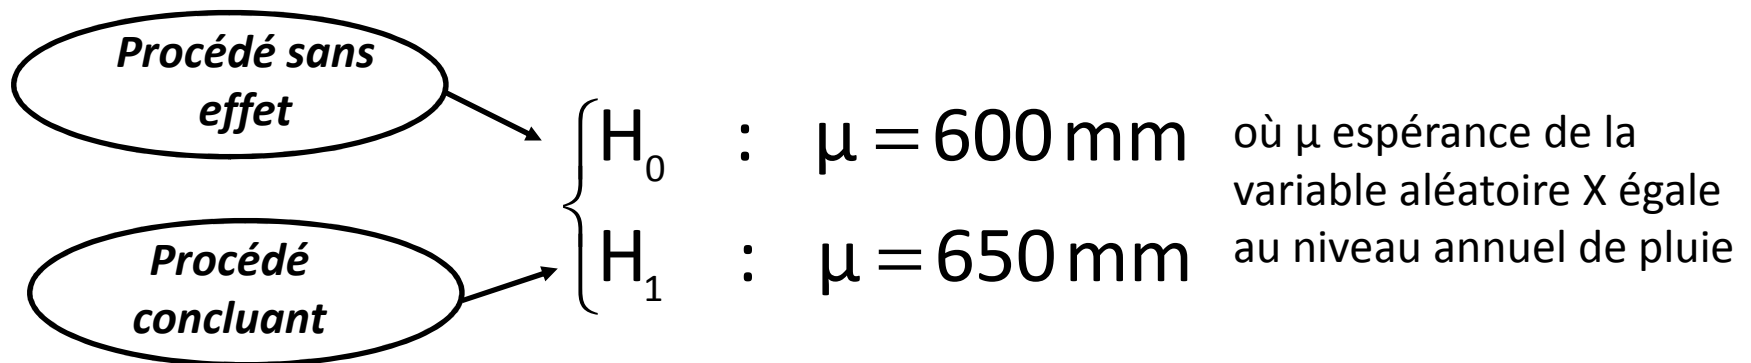 Procédé sans
effet
H₀ : μ = 600 mm
où μ espérance de la
variable aléatoire X égale
au niveau annuel de pluie
Procédé
concluant
H₁ : μ = 650 mm